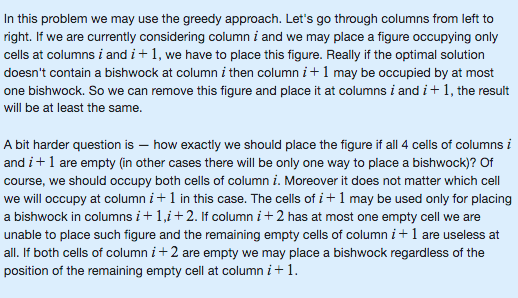 In this problem we may use the greedy approach. Let's go through columns from left to
right. If we are currently considering column i and we may place a figure occupying only
cells at columns i and i + 1, we have to place this figure. Really if the optimal solution
doesn't contain a bishwock at column i then column i + 1 may be occupied by at most
one bishwock. So we can remove this figure and place it at columns i and i + 1, the result
will be at least the same.
A bit harder question is — how exactly we should place the figure if all 4 cells of columns i
and i + 1 are empty (in other cases there will be only one way to place a bishwock)? Of
course, we should occupy both cells of column i. Moreover it does not matter which cell
we will occupy at column i + 1 in this case. The cells of i + 1 may be used only for placing
a bishwock in columns i + 1, i + 2. If column i + 2 has at most one empty cell we are
unable to place such figure and the remaining empty cells of column i + 1 are useless at
all. If both cells of column i + 2 are empty we may place a bishwock regardless of the
position of the remaining empty cell at column i + 1.